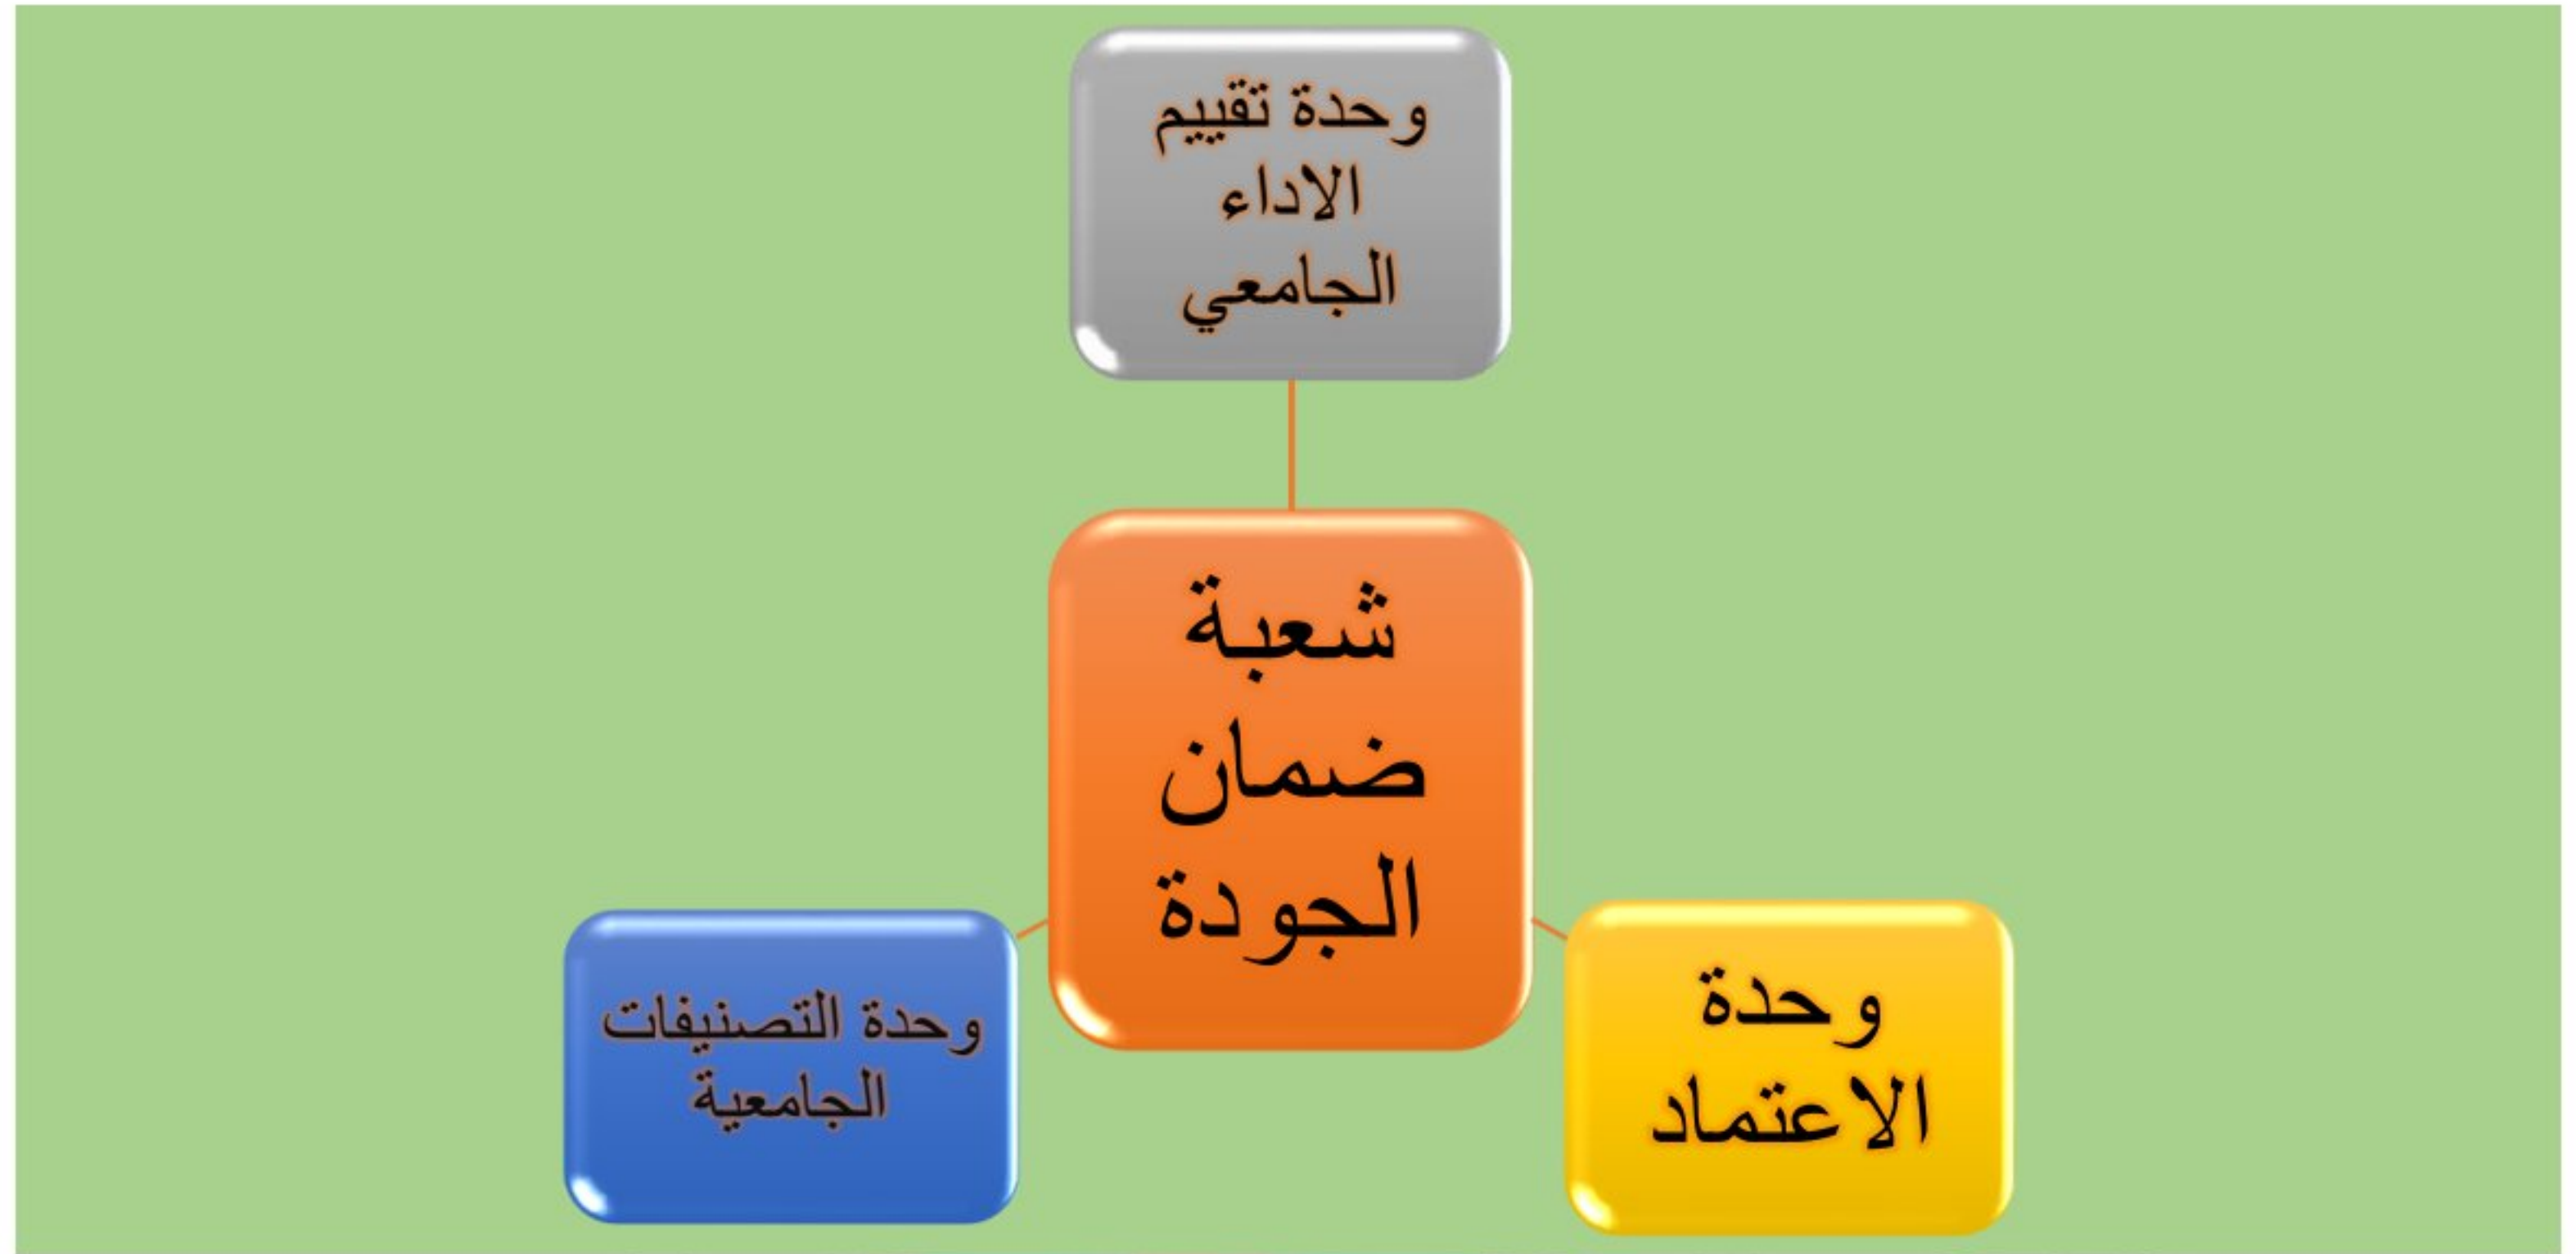 وحدة تقييم
الاداء
الجامعي
شعبة
ضمان
الجودة
وحدة
الاعتماد
وحدة التصنيفات
الجامعية